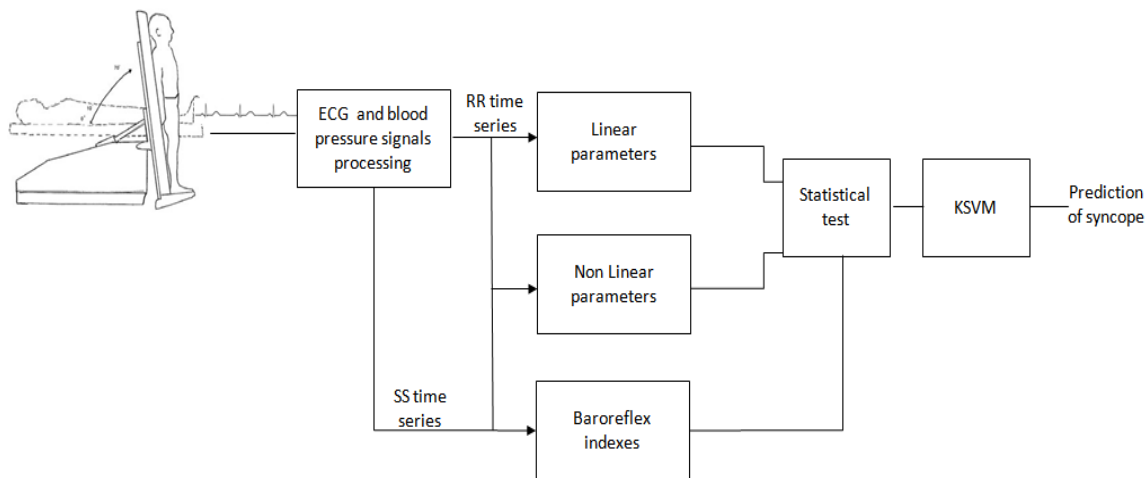 ECG and blood
pressure signals
processing
RR time
series
Linear
parameters
Statistical
test
KSVM
Prediction
of syncope
Non Linear
parameters
SS time
series
Baroreflex
indexes